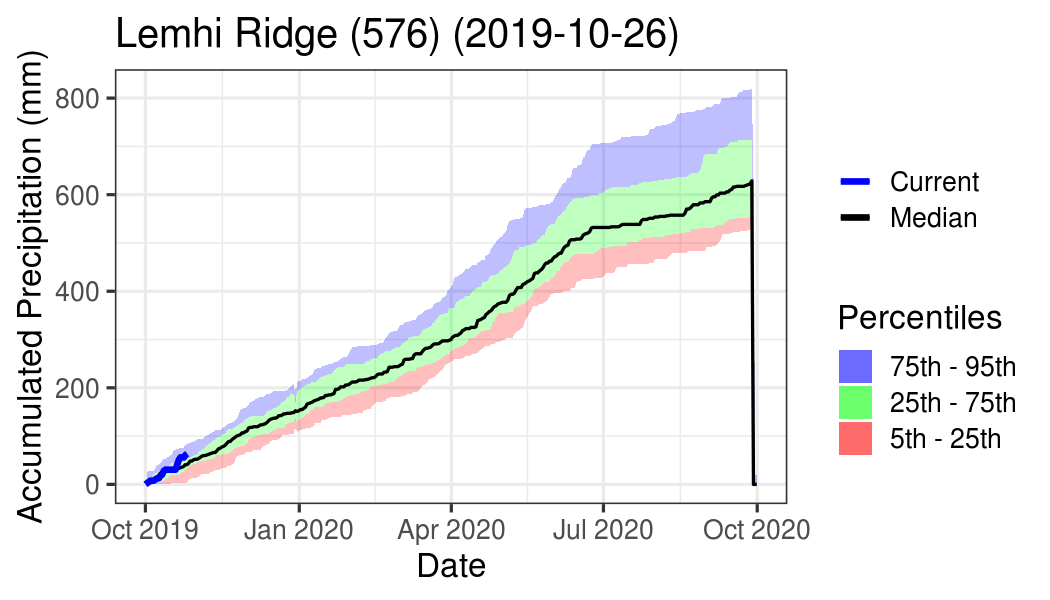 Lemhi Ridge (576) (2019-10-26)
Accumulated Precipitation (mm)
800
600
400
200
0
Oct 2019
Jan 2020
Apr 2020
Jul 2020
Oct 2020
Date
Current
Median
Percentiles
75th - 95th
25th - 75th
5th - 25th